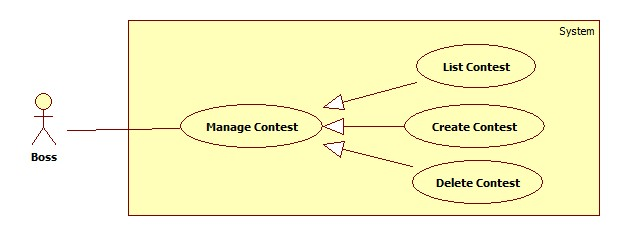 System
List Contest
Manage Contest
Create Contest
Boss
Delete Contest